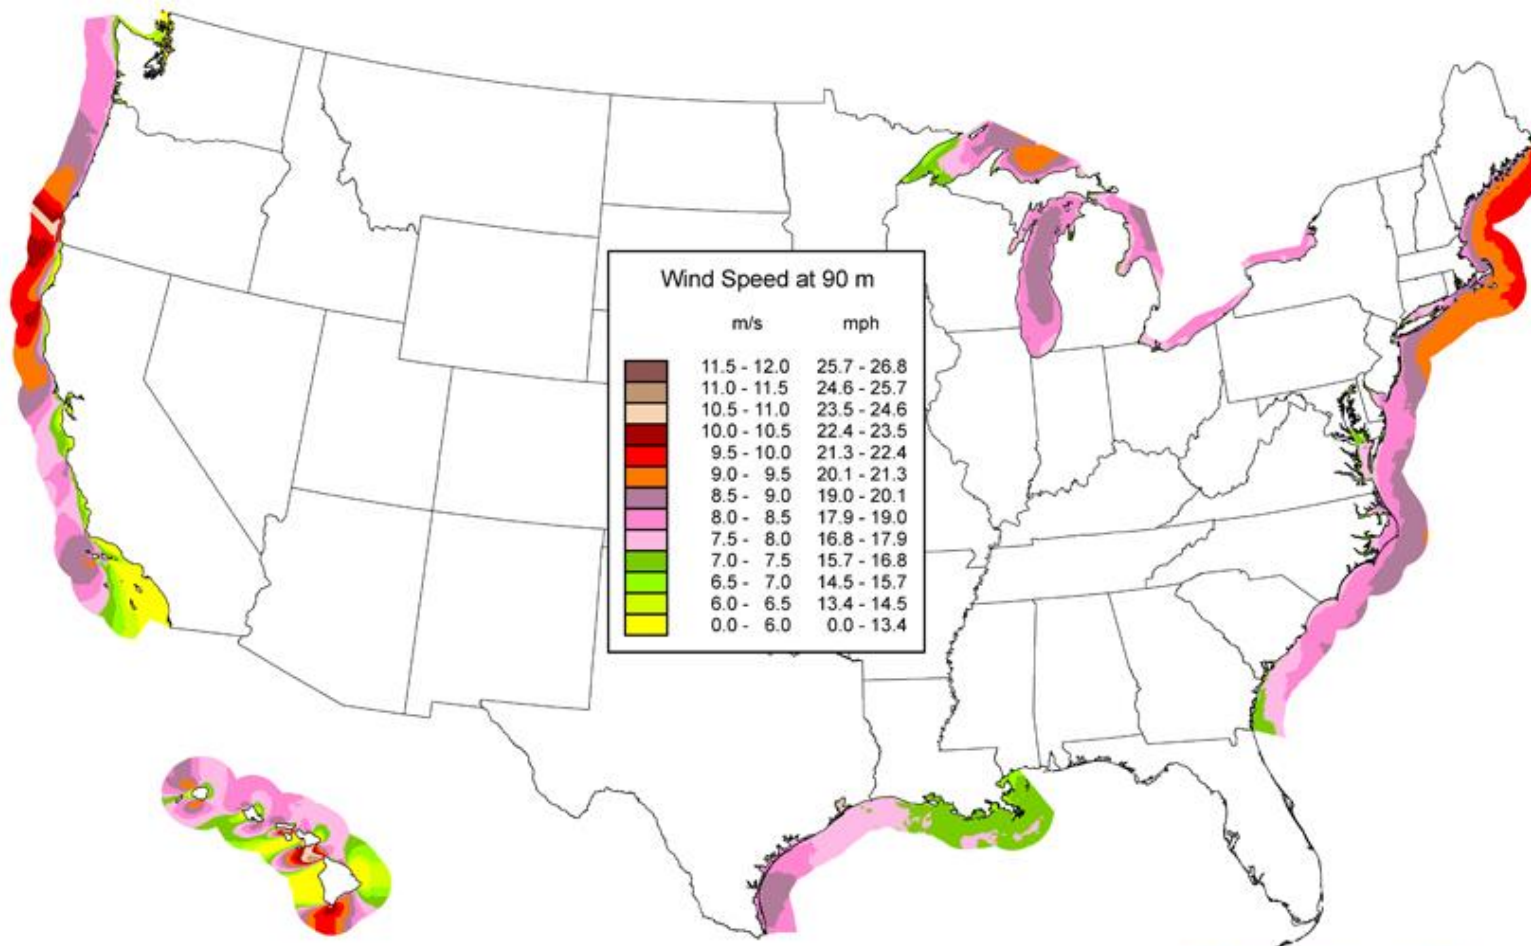 Wind Speed at 90 m
m/s mph
11.5 - 12.0 25.7 - 26.8
11.0 - 11.5 24.6 - 25.7
10.5 - 11.0 23.5 - 24.6
10.0 - 10.5 22.4 - 23.5
9.5 - 10.0 21.3 - 22.4
9.0 - 9.5 20.1 - 21.3
8.5 - 9.0 19.0 - 20.1
8.0 - 8.5 17.9 - 19.0
7.5 - 8.0 16.8 - 17.9
7.0 - 7.5 15.7 - 16.8
6.5 - 7.0 14.5 - 15.7
6.0 - 6.5 13.4 - 14.5
0.0 - 6.0 0.0 - 13.4